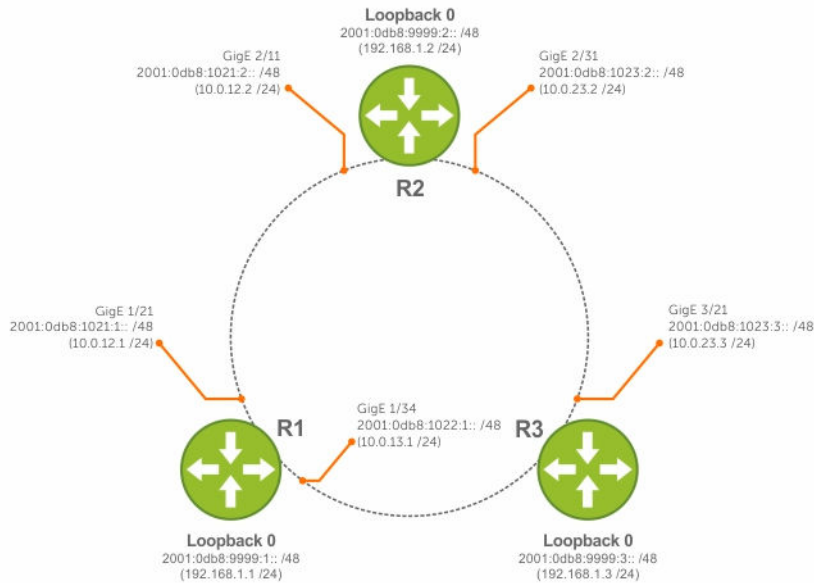 Loopback 0
2001:0db8:9999:2:: /48
(192.168.1.2 /24)
GigE 2/11
2001:0db8:1021:2:: /48
(10.0.12.2 /24)
GigE 2/31
2001:0db8:1023:2:: /48
(10.0.23.2 /24)
R2
GigE 1/21
2001:0db8:1021:1:: /48
(10.0.12.1 /24)
GigE 3/21
2001:0db8:1023:3:: /48
(10.0.23.3 /24)
R1
GigE 1/34
2001:0db8:1022:1:: /48
(10.0.13.1 /24)
R3
Loopback 0
2001:0db8:9999:1:: /48
(192.168.1.1 /24)
Loopback 0
2001:0db8:9999:3:: /48
(192.168.1.3 /24)